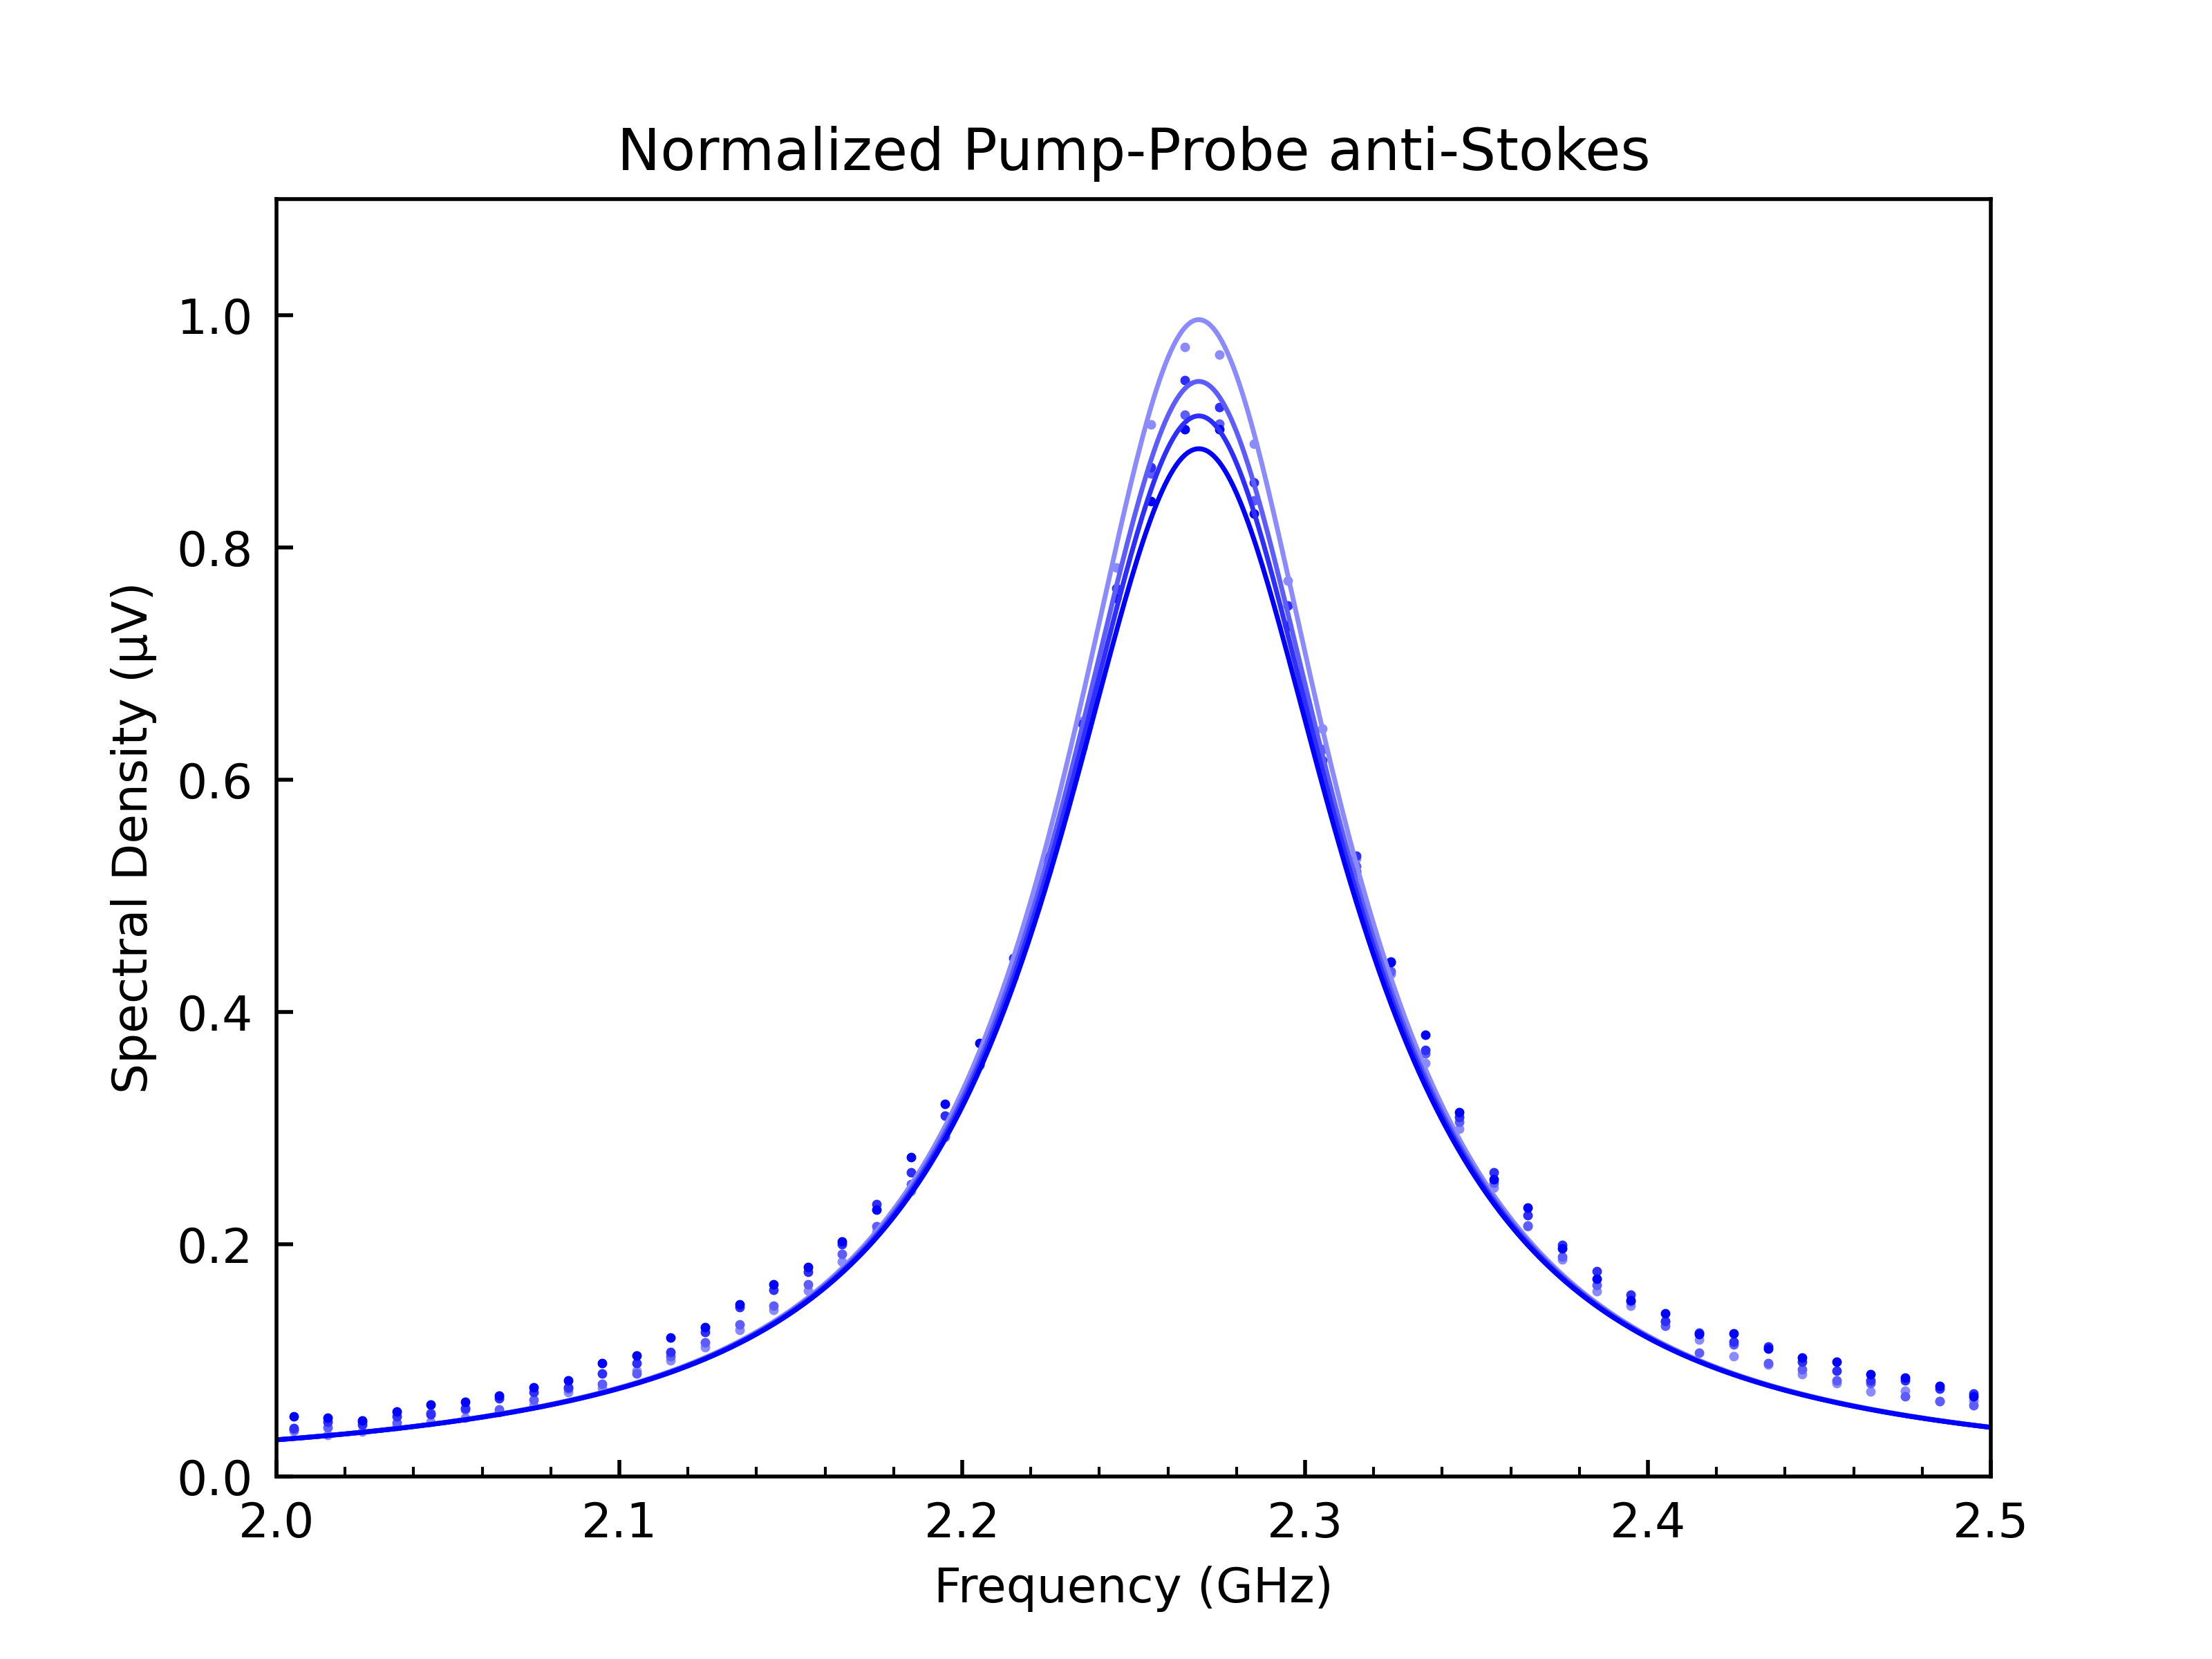 Normalized Pump-Probe anti-Stokes
Spectral Density (µV)
1.0
0.8
0.6
0.4
0.2
0.0
2.0 2.1 2.2 2.3 2.4 2.5
Frequency (GHz)